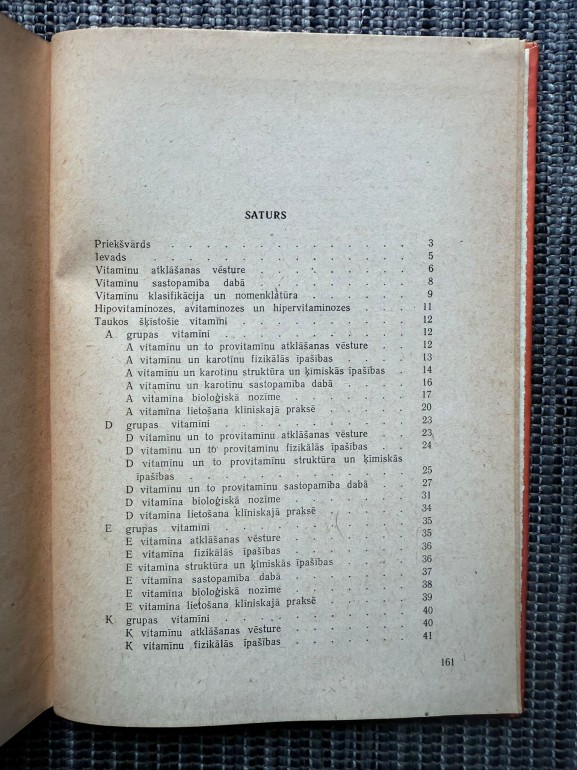 SATURS
Priekšvārds . . . . . . . . . . . . . . 3
Ievads . . . . . . . . . . . . . . . 5
Vitamīnu atklāšanas vēsture . . . . . . . . . 6
Vitamīnu sastopamība dabā . . . . . . . . . 8
Vitamīnu klasifikācija un nomenklatūra . . . . . . 9
Hipovitaminozes, avitaminozes un hipervitaminozes . . . 11
Taukos šķīstošie vitamīni . . . . . . . . . . 12
A grupas vitamīni . . . . . . . . . . . 12
A vitamīnu un to provitamīnu atklāšanas vēsture . . 12
A vitamīnu un karotīnu fizikālās īpašības . . . . 13
A vitamīnu un karotīnu struktūra un ķīmiskās īpašības . 14
A vitamīnu un karotīnu sastopamība dabā . . . . 16
A vitamīna bioloģiskā nozīme . . . . . . . 17
A vitamīna lietošana klīniskajā praksē . . . . . 20
D grupas vitamīni . . . . . . . . . . . 23
D vitamīnu un to provitamīnu atklāšanas vēsture . . 23
D vitamīnu un to provitamīnu fizikālās īpašības . . 24
D vitamīnu un to provitamīnu struktūra un ķīmiskās
īpašības . . . . . . . . . . . . . 25
D vitamīnu un to provitamīnu sastopamība dabā . . 27
D vitamīna bioloģiskā nozīme . . . . . . . 31
D vitamīna lietošana klīniskajā praksē . . . . . 34
E grupas vitamīni . . . . . . . . . . . 35
E vitamīna atklāšanas vēsture . . . . . . . 35
E vitamīna fizikālās īpašības . . . . . . . 36
E vitamīna struktūra un ķīmiskās īpašības . . . . 36
E vitamīna sastopamība dabā . . . . . . . 37
E vitamīna bioloģiskā nozīme . . . . . . . 38
E vitamīna lietošana klīniskajā praksē . . . . . 39
K grupas vitamīni . . . . . . . . . . . 40
K vitamīnu atklāšanas vēsture . . . . . . . 40
K vitamīnu fizikālās īpašības . . . . . . . 41
161